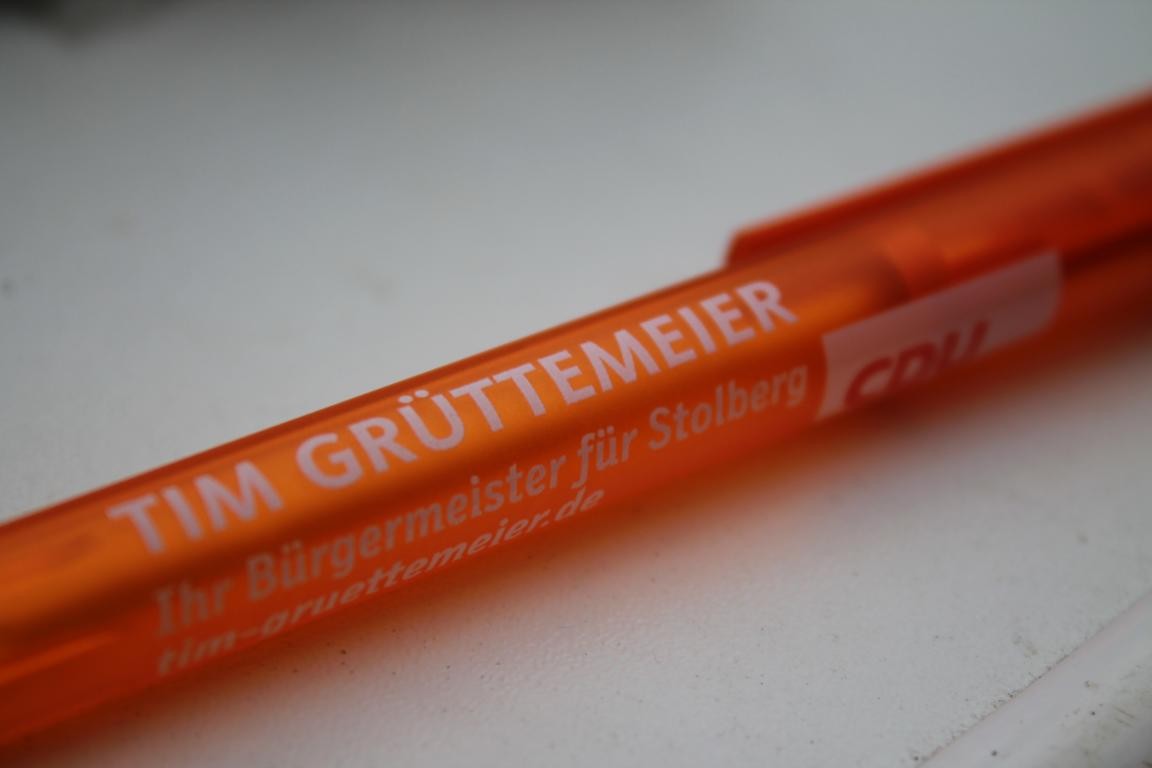 TIM GRÜTTEMEIER
Ihr Bürgermeister für Stolberg
tim-gruettemeier.de
CDU